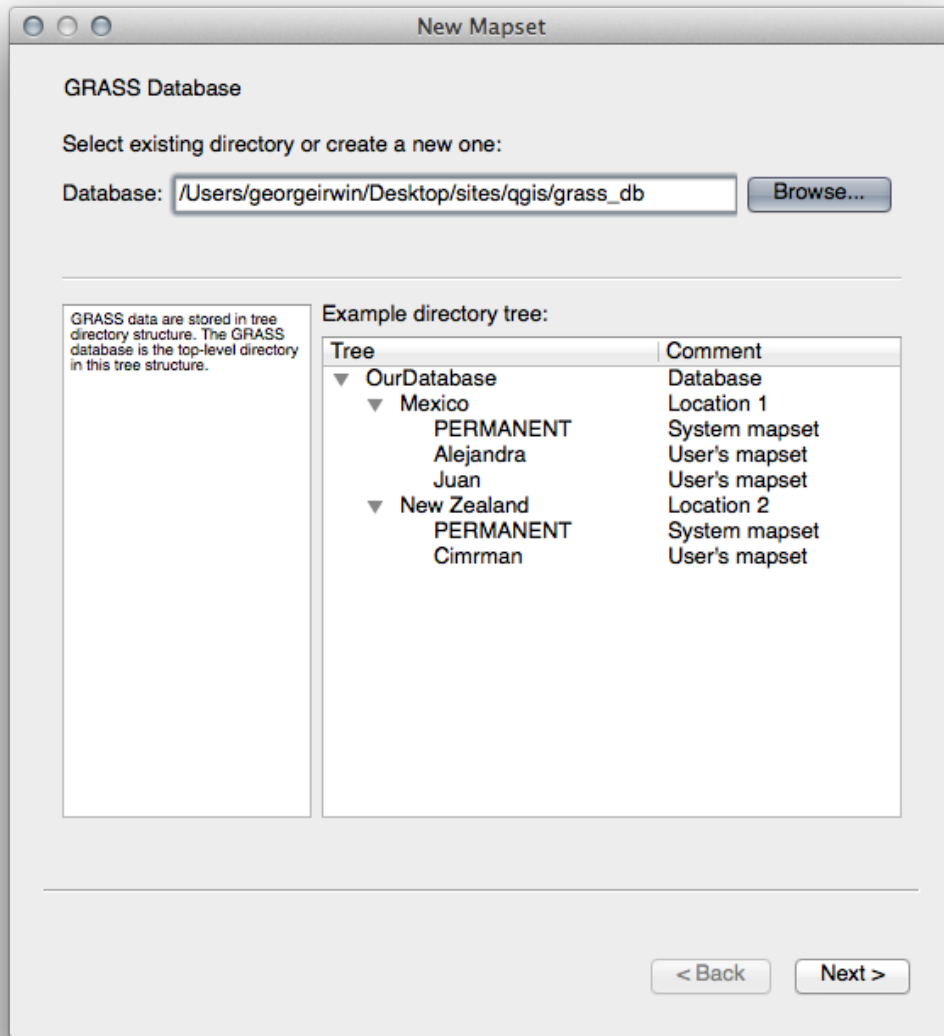 New Mapset
GRASS Database
Select existing directory or create a new one:
Database: /Users/georgeirwin/Desktop/sites/qgis/grass_db Browse...
GRASS data are stored in tree
directory structure. The GRASS
database is the top-level directory
in this tree structure.
Example directory tree:
Tree Comment
OurDatabase Database
Mexico Location 1
PERMANENT System mapset
Alejandra User's mapset
Juan User's mapset
New Zealand Location 2
PERMANENT System mapset
Cimrman User's mapset
< Back Next >